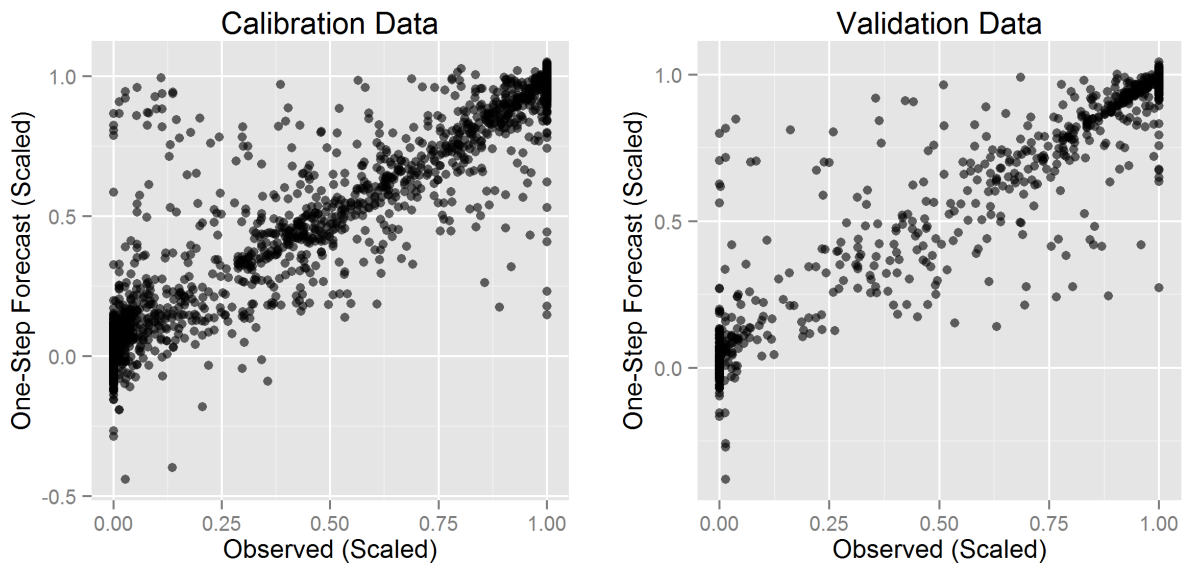 Calibration Data
One-Step Forecast (Scaled)
1.0
0.5
0.0
-0.5
0.00 0.25 0.50 0.75 1.00
Observed (Scaled)
Validation Data
One-Step Forecast (Scaled)
1.0
0.5
0.0
0.00 0.25 0.50 0.75 1.00
Observed (Scaled)